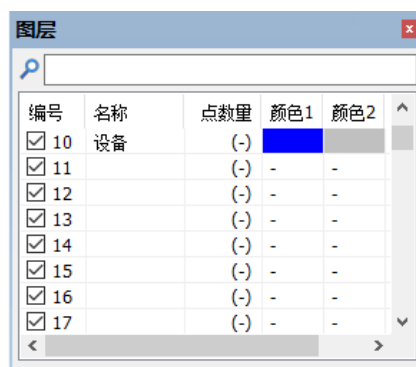 图层
编号 名称 点数量 颜色1 颜色2
10 设备 (-)
11 (-) - -
12 (-) - -
13 (-) - -
14 (-) - -
15 (-) - -
16 (-) - -
17 (-) - -